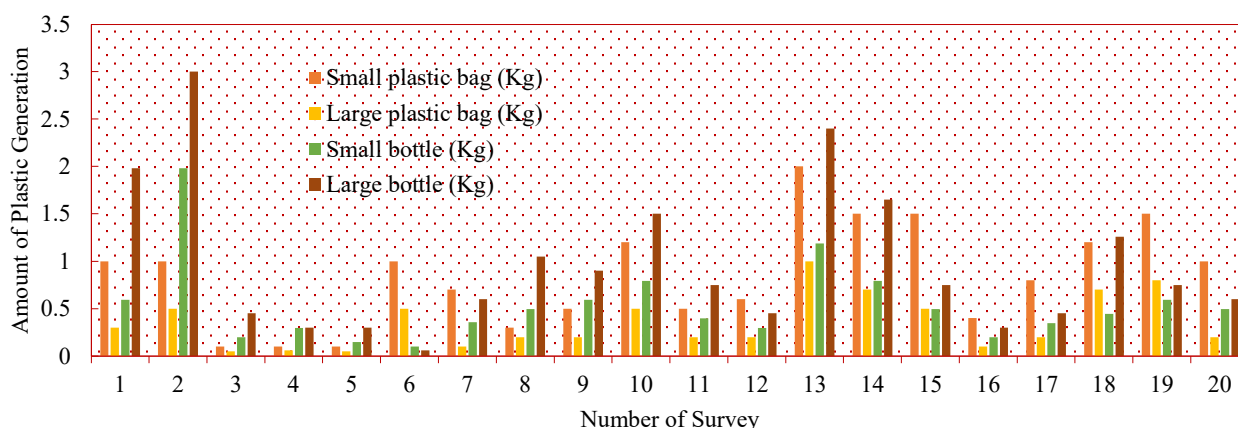 3.5
3
2.5
2
1.5
1
0.5
0
Amount of Plastic Generation
Small plastic bag (Kg)
Large plastic bag (Kg)
Small bottle (Kg)
Large bottle (Kg)
1 2 3 4 5 6 7 8 9 10 11 12 13 14 15 16 17 18 19 20
Number of Survey